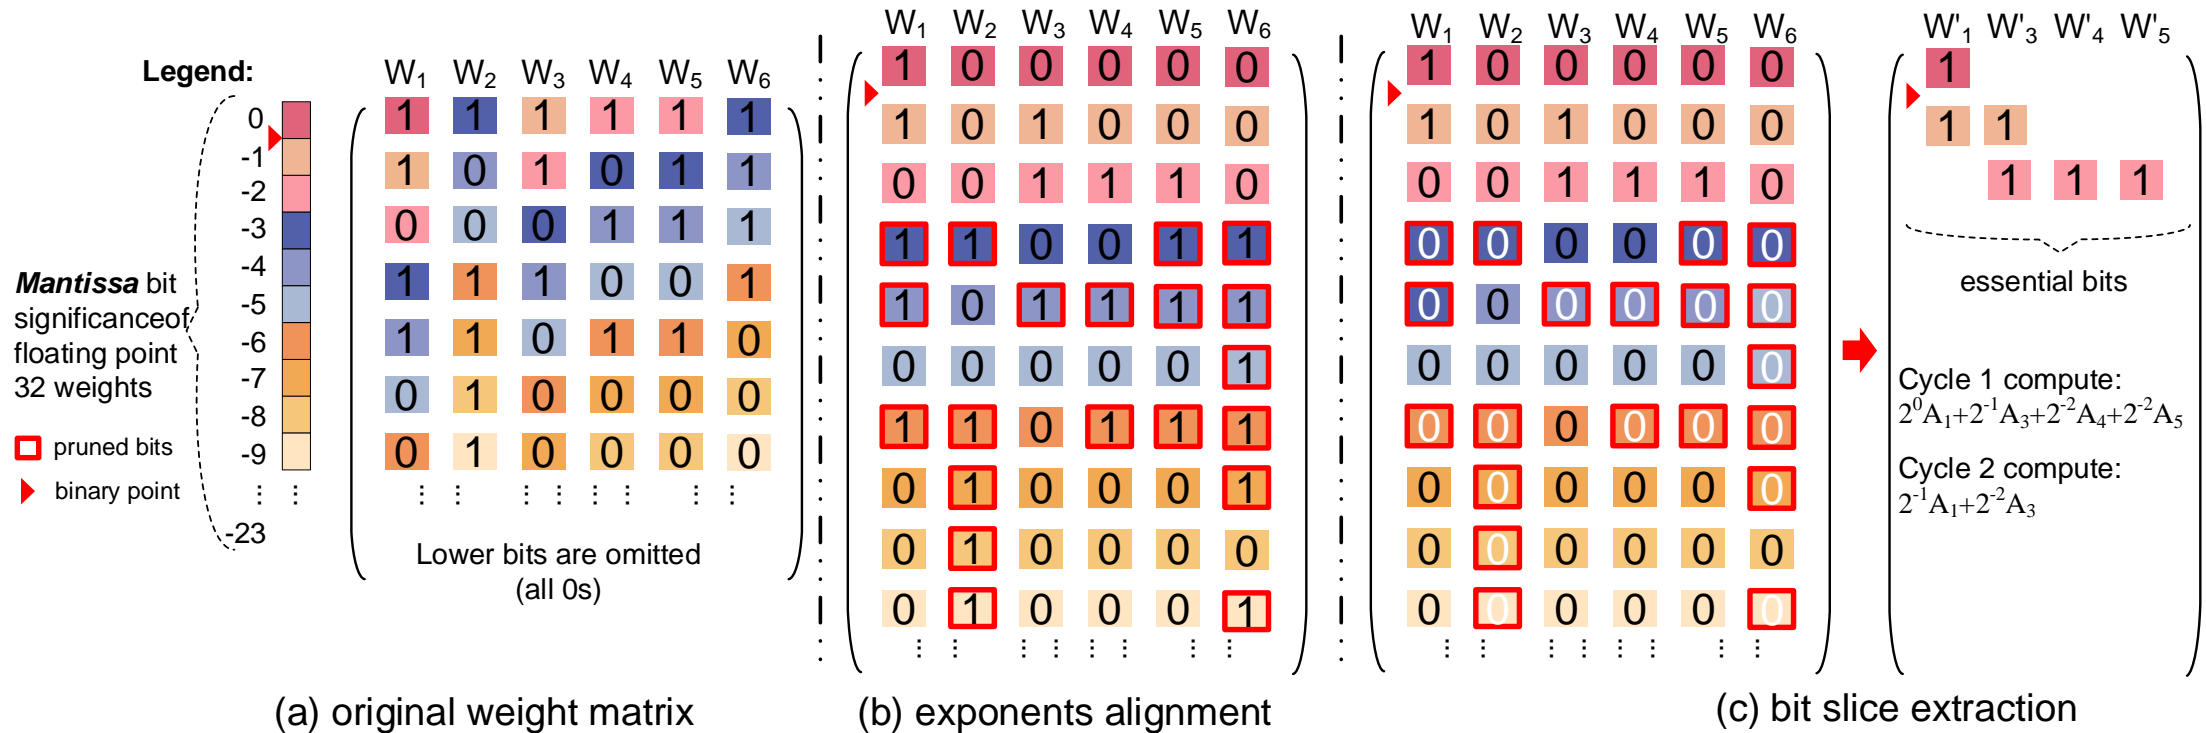 Legend:
0
-1
-2
-3
-4
-5
-6
-7
-8
-9
-23
Mantissa bit
significanceof
floating point
32 weights
pruned bits
binary point
W1 W2 W3 W4 W5 W6
1 1 1 1 1 1
1 0 1 0 1 1
0 0 0 1 1 1
1 1 1 0 0 1
1 1 0 1 1 0
0 1 0 0 0 0
0 1 0 0 0 0
Lower bits are omitted
(all 0s)
(a) original weight matrix
W1 W2 W3 W4 W5 W6
1 0 0 0 0 0
1 0 1 0 0 0
0 0 1 1 1 0
1 1 0 0 1 1
1 0 1 1 1 1
0 0 0 0 0 1
1 1 0 1 1 1
0 1 0 0 0 1
0 1 0 0 0 0
0 1 0 0 0 1
(b) exponents alignment
W1 W2 W3 W4 W5 W6
1 0 0 0 0 0
1 0 1 0 0 0
0 0 1 1 1 0
0 0 0 0 0 0
0 0 0 0 0 0
0 0 0 0 0 0
0 0 0 0 0 0
0 0 0 0 0 0
0 0 0 0 0 0
0 0 0 0 0 0
W'1 W'3 W'4 W'5
1
1 1
1 1 1
essential bits
Cycle 1 compute:
2^0A1+2^-1A3+2^-2A4+2^-2A5
Cycle 2 compute:
2^-1A1+2^-2A3
(c) bit slice extraction